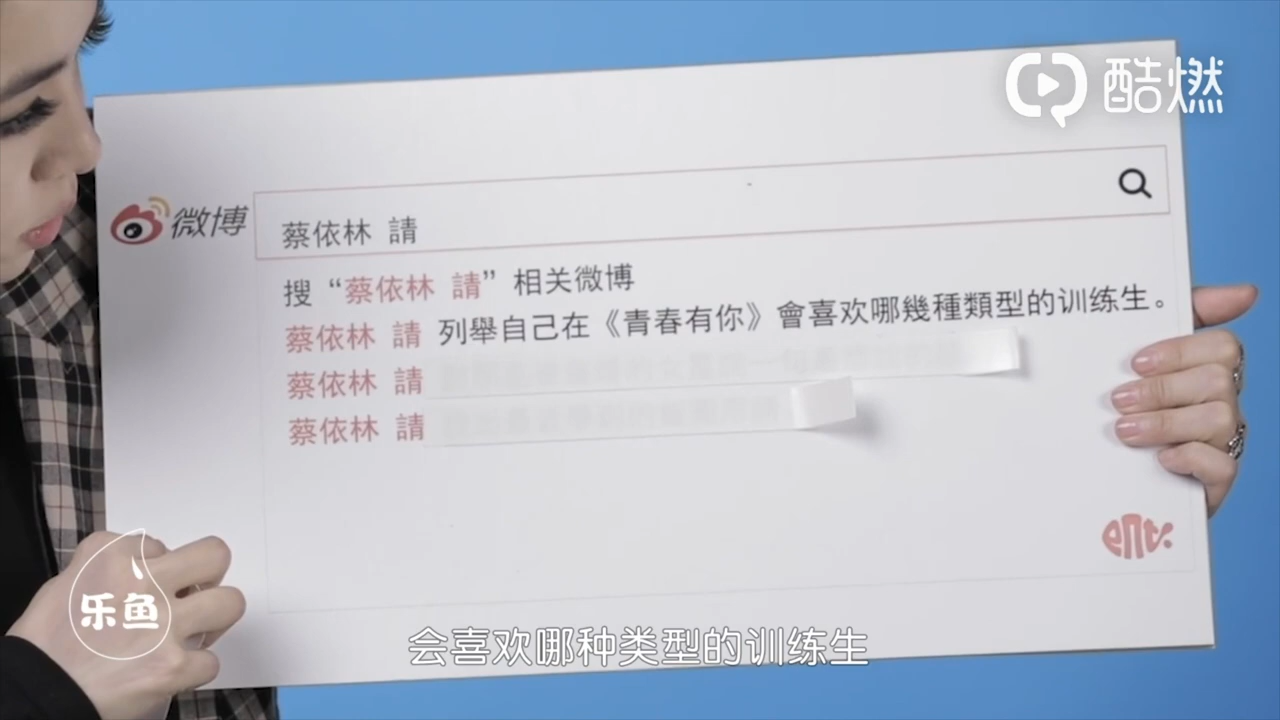 酷燃
微博
蔡依林 請
搜“蔡依林 請”相关微博
蔡依林 請 列舉自己在《青春有你》會喜欢哪幾種類型的训练生。
蔡依林 請
蔡依林 請
ent.
乐鱼
会喜欢哪种类型的训练生